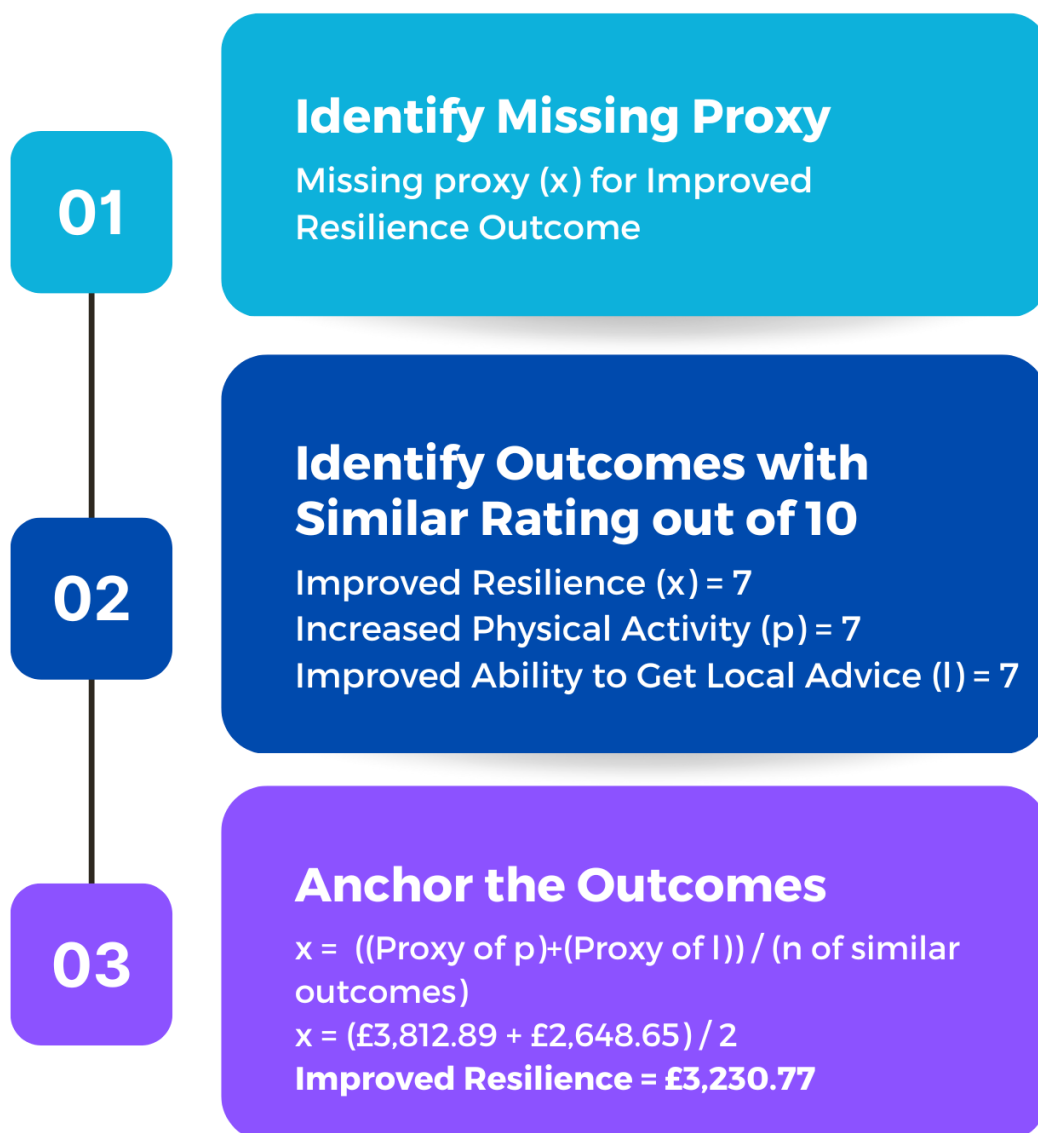 01
Identify Missing Proxy
Missing proxy (x) for Improved
Resilience Outcome
02
Identify Outcomes with
Similar Rating out of 10
Improved Resilience (x) = 7
Increased Physical Activity (p) = 7
Improved Ability to Get Local Advice (l) = 7
03
Anchor the Outcomes
x = ((Proxy of p)+(Proxy of l)) / (n of similar
outcomes)
x = (£3,812.89 + £2,648.65) / 2
Improved Resilience = £3,230.77